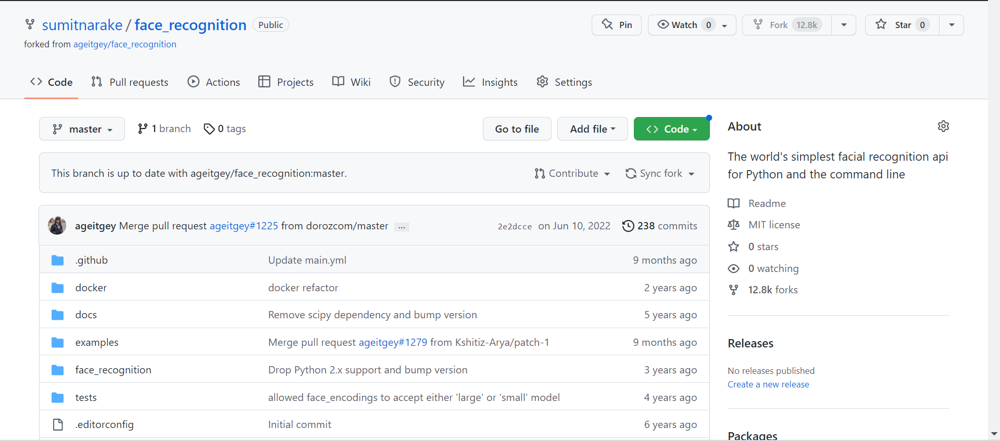 sumitnarake / face_recognition Public
Pin Watch 0 Fork 12.8k Star 0
forked from ageitgey/face_recognition
Code Pull requests Actions Projects Wiki Security Insights Settings
master 1 branch 0 tags Go to file Add file Code
This branch is up to date with ageitgey/face_recognition:master. Contribute Sync fork
ageitgey Merge pull request ageitgey#1225 from dorozcom/master ... 2e2dcce on Jun 10, 2022 238 commits
.github Update main.yml 9 months ago
docker docker refactor 2 years ago
docs Remove scipy dependency and bump version 5 years ago
examples Merge pull request ageitgey#1279 from Kshitiz-Arya/patch-1 9 months ago
face_recognition Drop Python 2.x support and bump version 3 years ago
tests allowed face_encodings to accept either 'large' or 'small' model 4 years ago
.editorconfig Initial commit 6 years ago
About
The world's simplest facial recognition api
for Python and the command line
Readme
MIT license
0 stars
0 watching
12.8k forks
Releases
No releases published
Create a new release
Packages